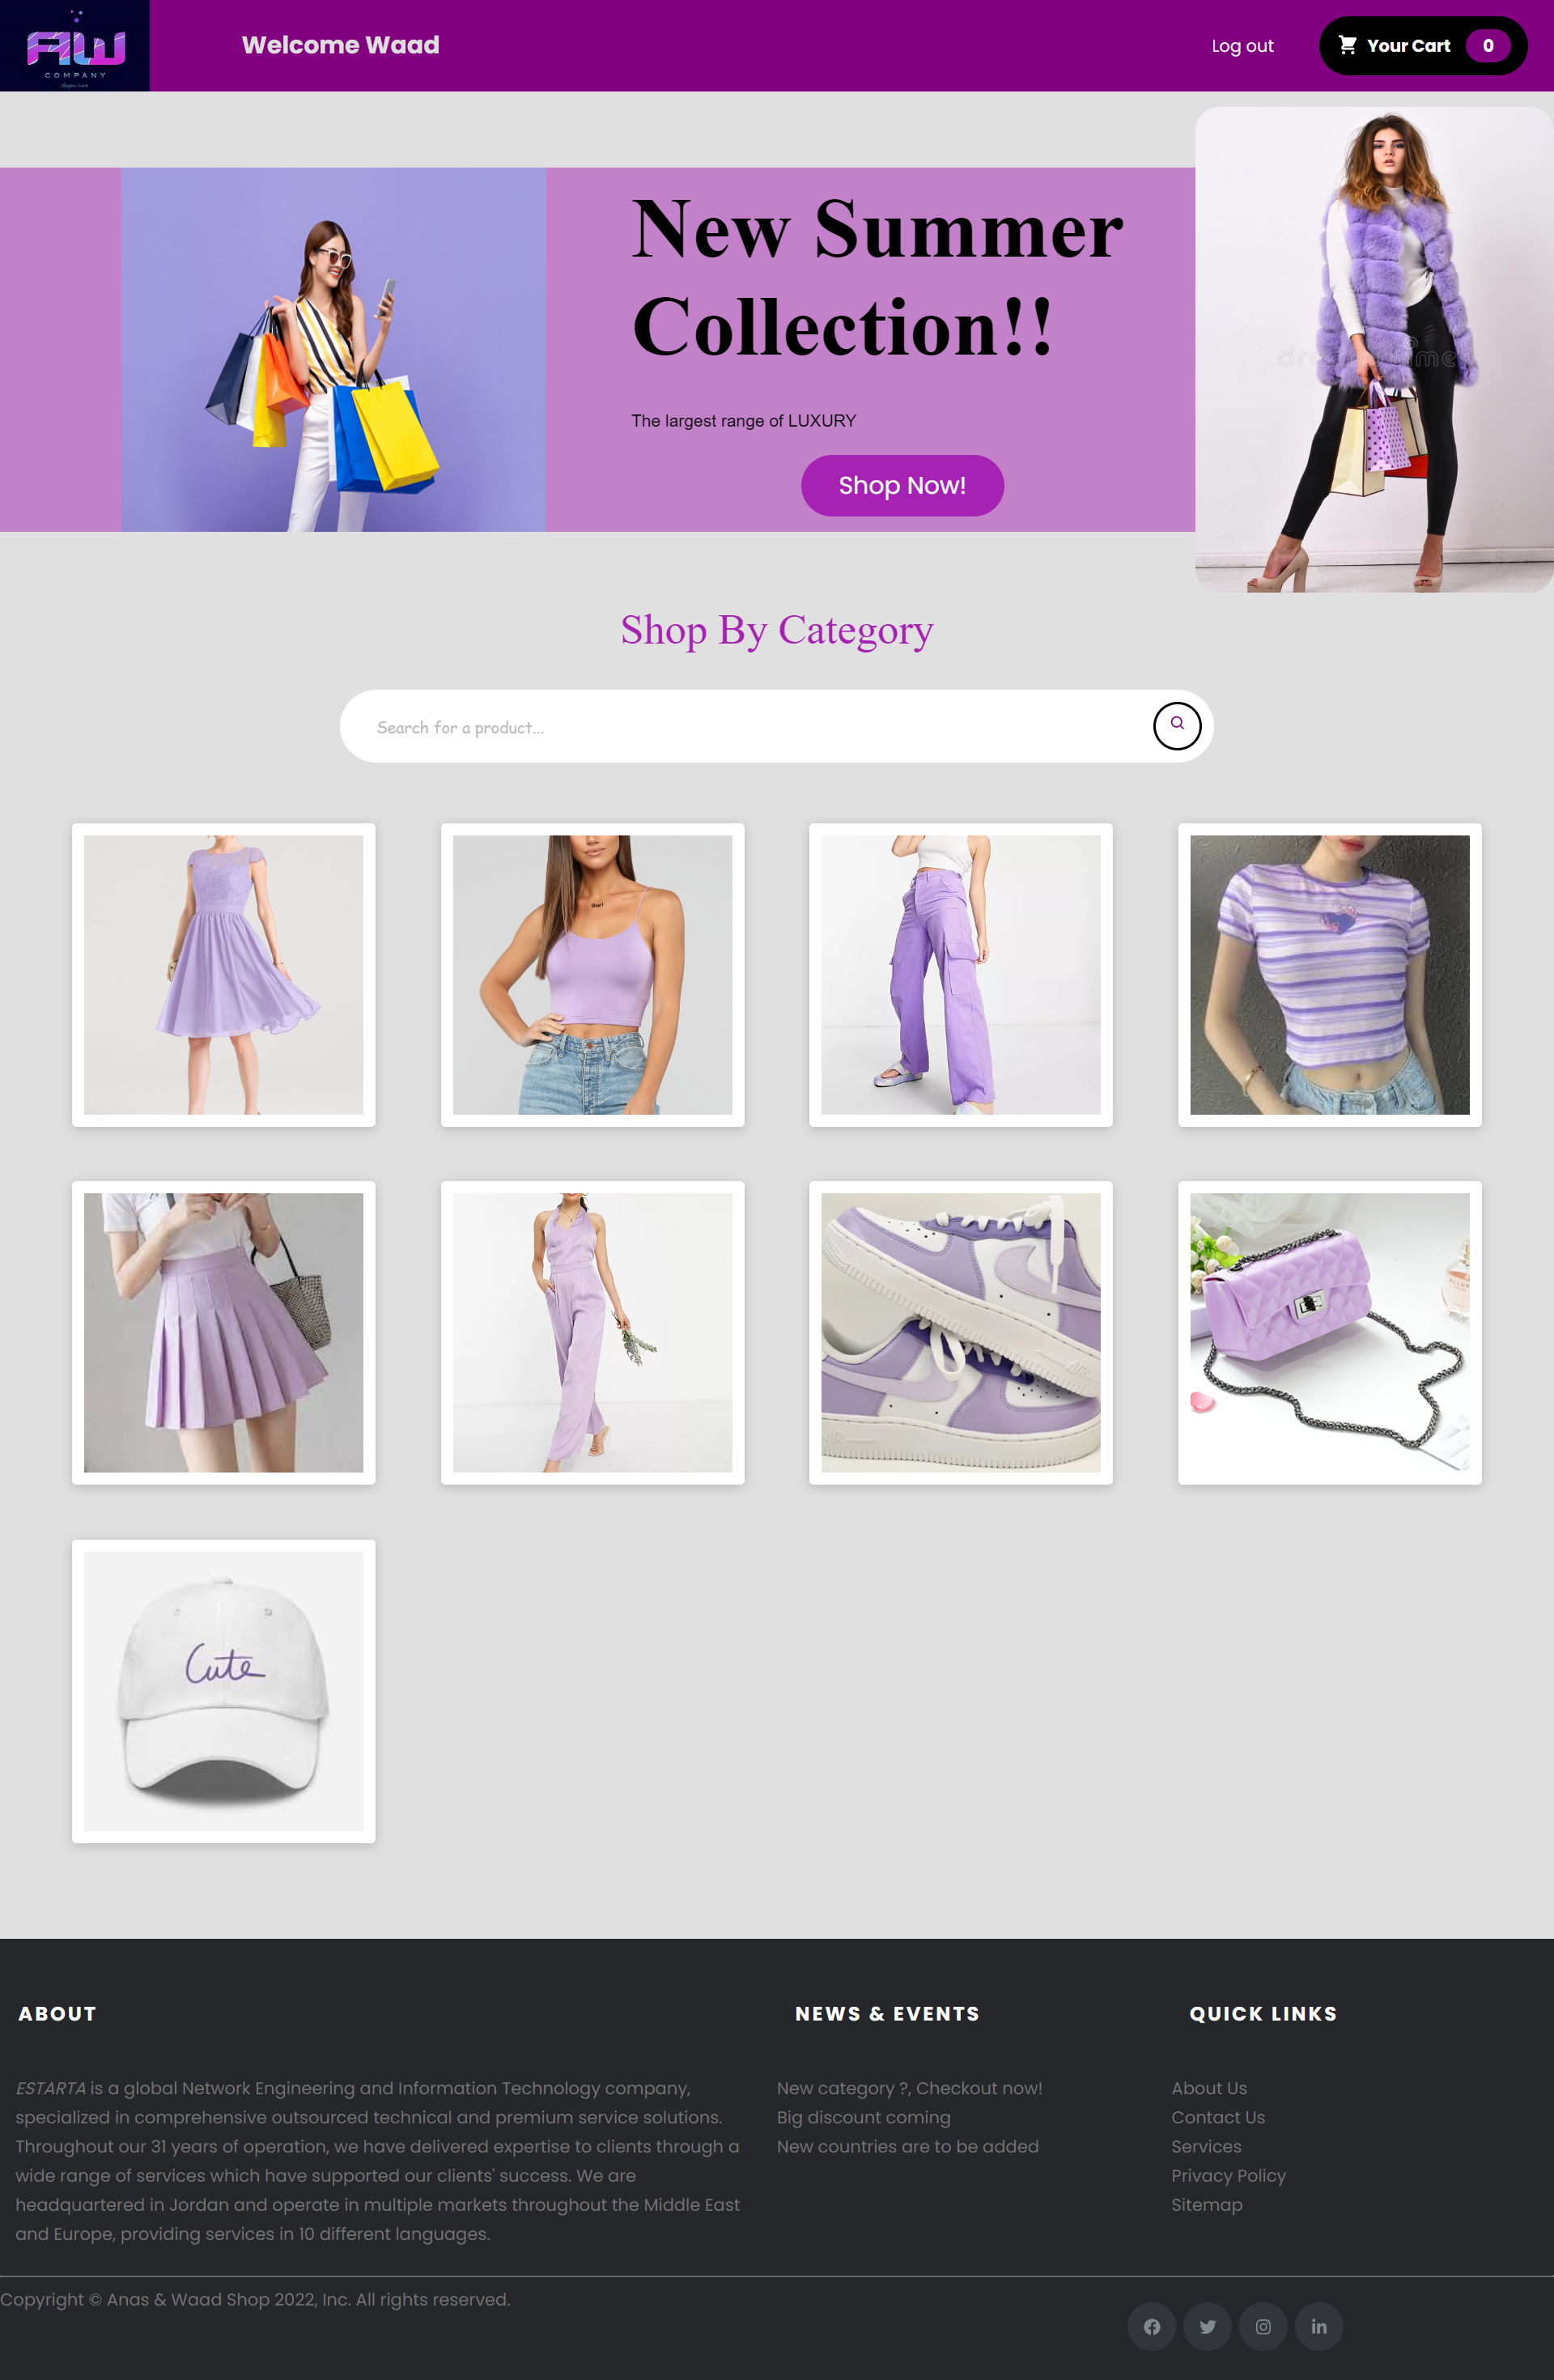 AW
COMPANY
Welcome Waad
Log out
Your Cart
0
New Summer
Collection!!
The largest range of LUXURY
Shop Now!
Shop By Category
Search for a product...
Cute
ABOUT
ESTARTA is a global Network Engineering and Information Technology company,
specialized in comprehensive outsourced technical and premium service solutions.
Throughout our 31 years of operation, we have delivered expertise to clients through a
wide range of services which have supported our clients' success. We are
headquartered in Jordan and operate in multiple markets throughout the Middle East
and Europe, providing services in 10 different languages.
NEWS & EVENTS
New category ?, Checkout now!
Big discount coming
New countries are to be added
QUICK LINKS
About Us
Contact Us
Services
Privacy Policy
Sitemap
Copyright © Anas & Waad Shop 2022, Inc. All rights reserved.